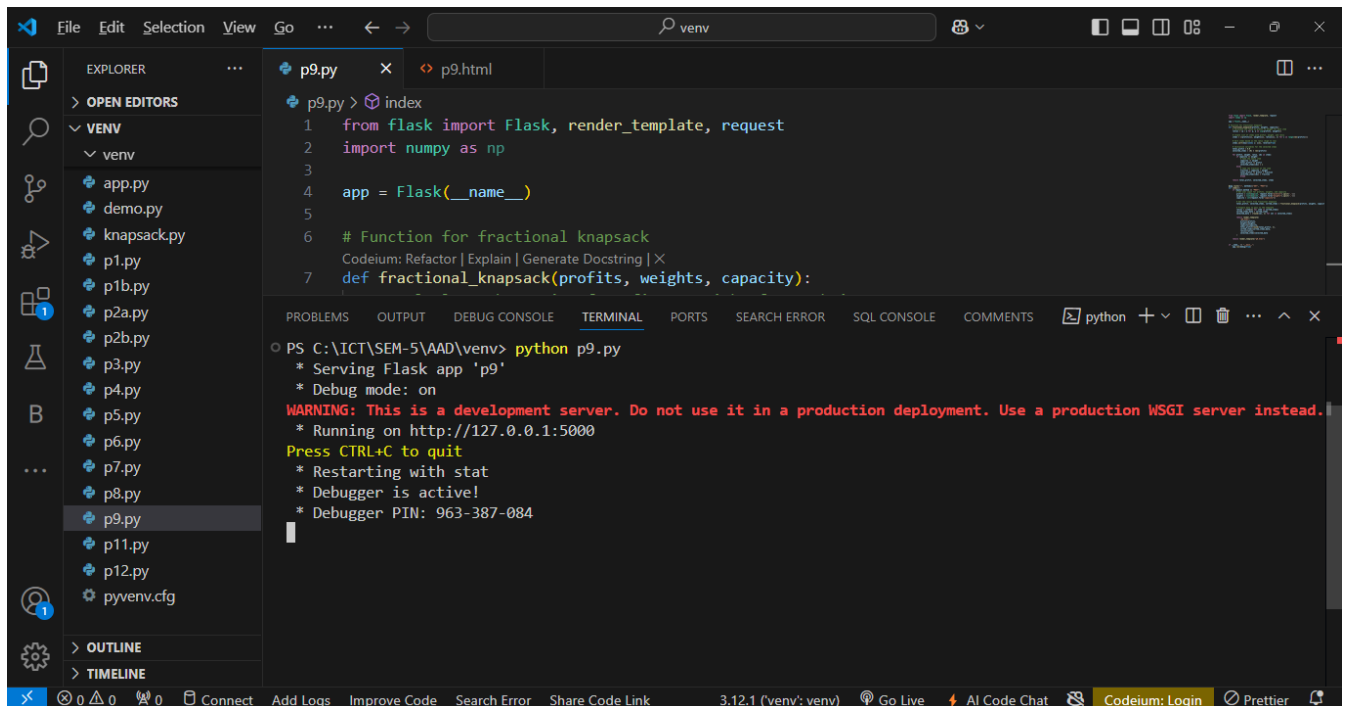 File Edit Selection View Go ··· venv
EXPLORER ···
OPEN EDITORS
VENV
venv
app.py
demo.py
knapsack.py
p1.py
p1b.py
p2a.py
p2b.py
p3.py
p4.py
p5.py
p6.py
p7.py
p8.py
p9.py
p11.py
p12.py
pyvenv.cfg
OUTLINE
TIMELINE
B
1
1
p9.py p9.html
p9.py > index
1 from flask import Flask, render_template, request
2 import numpy as np
3
4 app = Flask(__name__)
5
6 # Function for fractional knapsack
Codeium: Refactor | Explain | Generate Docstring | ×
7 def fractional_knapsack(profits, weights, capacity):
PROBLEMS OUTPUT DEBUG CONSOLE TERMINAL PORTS SEARCH ERROR SQL CONSOLE COMMENTS python
PS C:\ICT\SEM-5\AAD\venv> python p9.py
* Serving Flask app 'p9'
* Debug mode: on
WARNING: This is a development server. Do not use it in a production deployment. Use a production WSGI server instead.
* Running on http://127.0.0.1:5000
Press CTRL+C to quit
* Restarting with stat
* Debugger is active!
* Debugger PIN: 963-387-084
0 0 0 Connect Add Logs Improve Code Search Error Share Code Link 3.12.1 ('venv': venv) Go Live AI Code Chat Codeium: Login Prettier